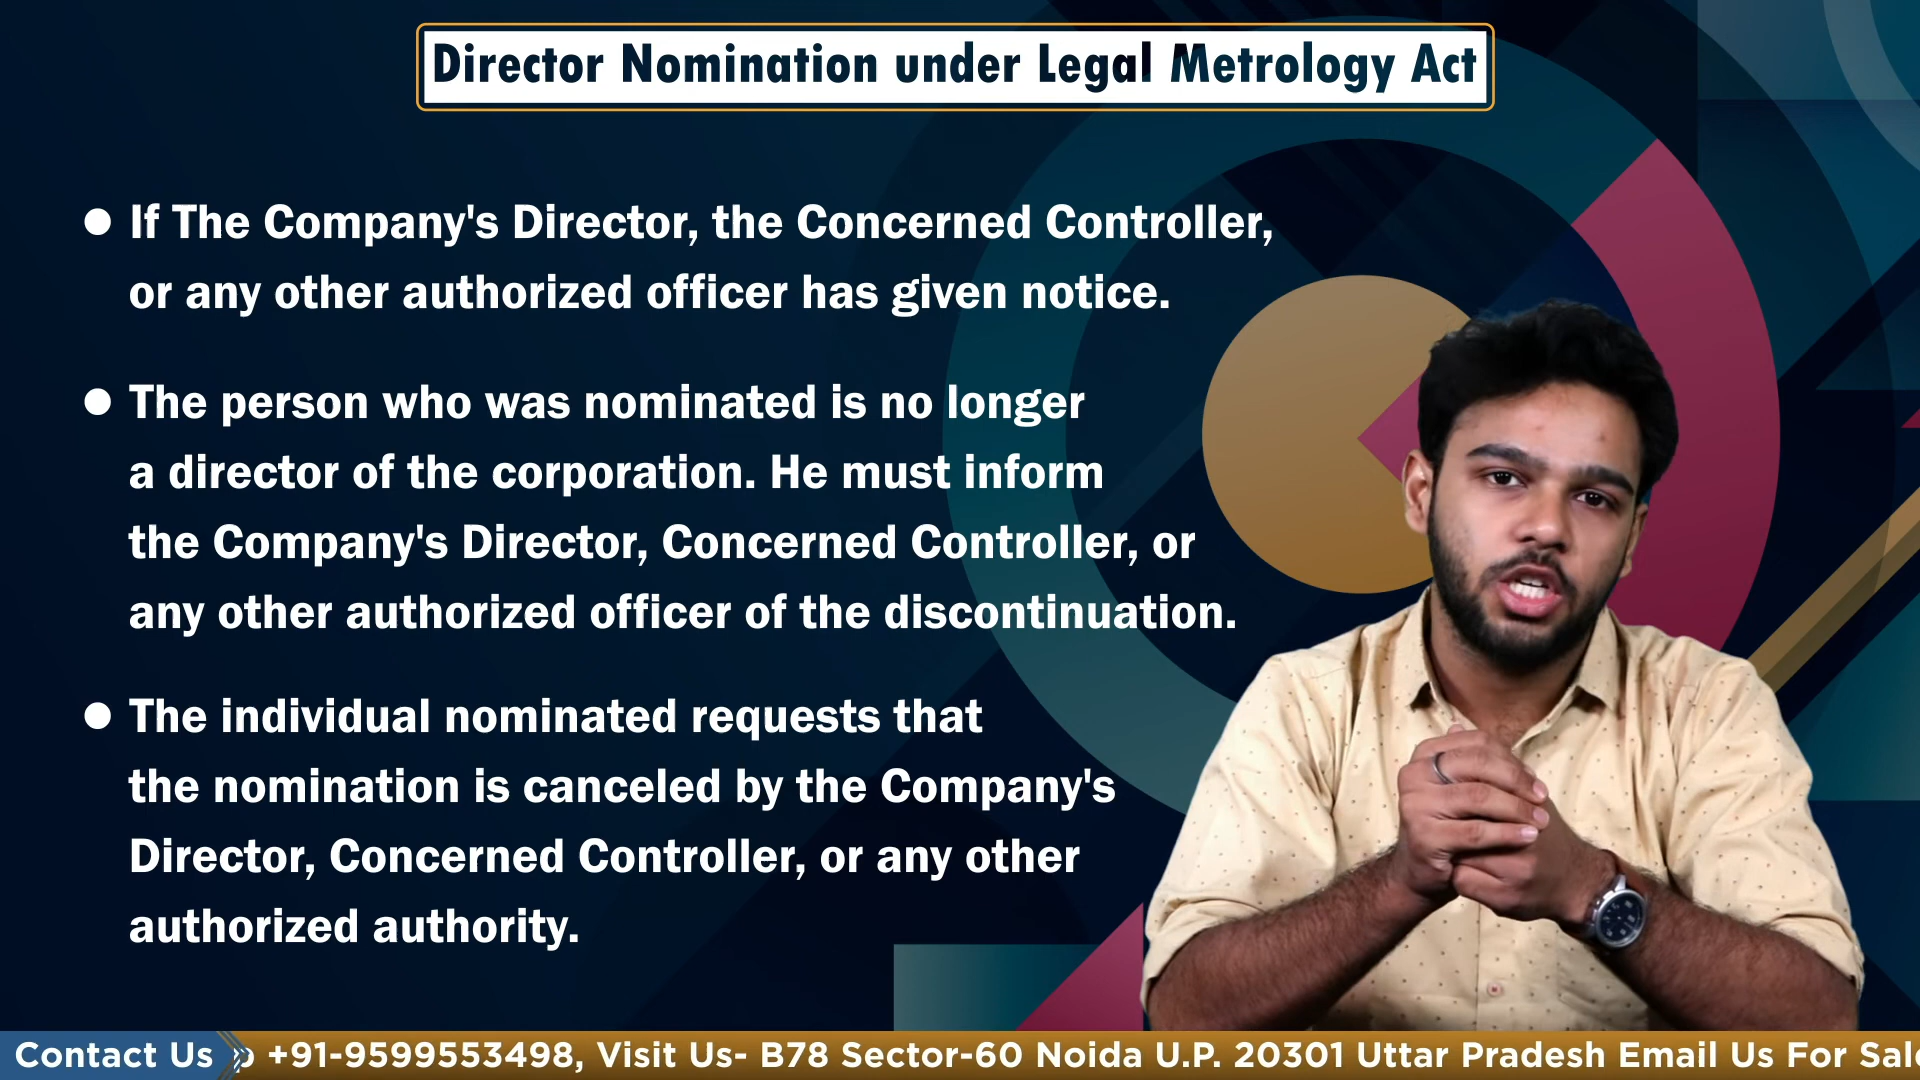 Director Nomination under Legal Metrology Act
● If The Company's Director, the Concerned Controller,
or any other authorized officer has given notice.
● The person who was nominated is no longer
a director of the corporation. He must inform
the Company's Director, Concerned Controller, or
any other authorized officer of the discontinuation.
● The individual nominated requests that
the nomination is canceled by the Company's
Director, Concerned Controller, or any other
authorized authority.
Contact Us +91-9599553498, Visit Us- B78 Sector-60 Noida U.P. 20301 Uttar Pradesh Email Us For